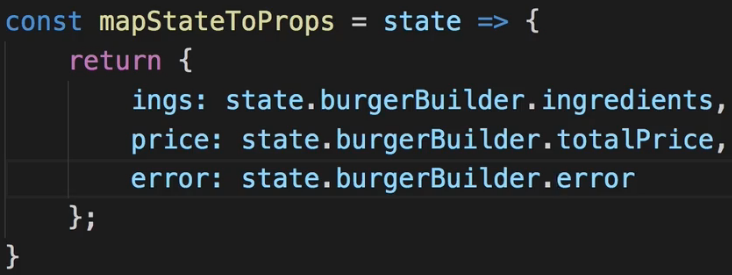 const mapStateToProps = state => {
    return {
        ings: state.burgerBuilder.ingredients,
        price: state.burgerBuilder.totalPrice,
        error: state.burgerBuilder.error
    };
}